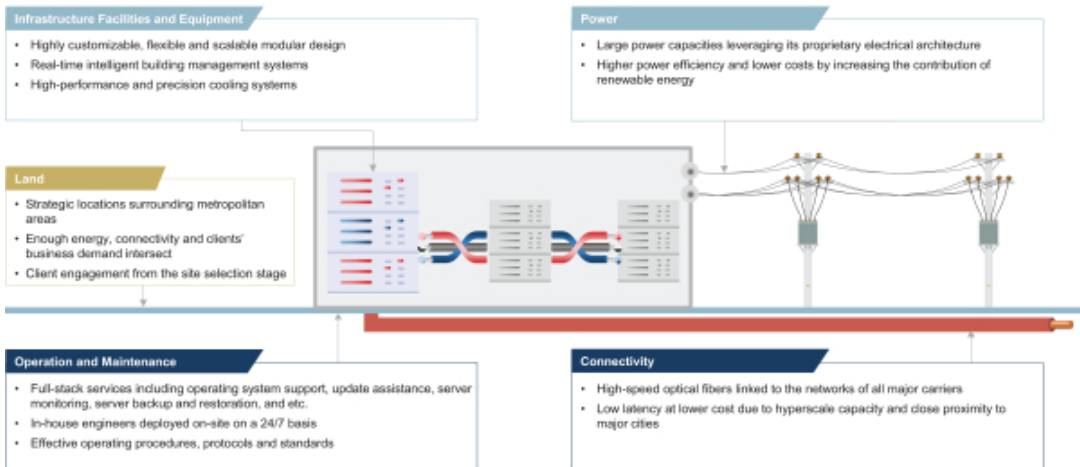 Infrastructure Facilities and Equipment
• Highly customizable, flexible and scalable modular design
• Real-time intelligent building management systems
• High-performance and precision cooling systems
Power
• Large power capacities leveraging its proprietary electrical architecture
• Higher power efficiency and lower costs by increasing the contribution of
renewable energy
Land
• Strategic locations surrounding metropolitan
areas
• Enough energy, connectivity and clients'
business demand intersect
• Client engagement from the site selection stage
Operation and Maintenance
• Full-stack services including operating system support, update assistance, server
monitoring, server backup and restoration, and etc.
• In-house engineers deployed on-site on a 24/7 basis
• Effective operating procedures, protocols and standards
Connectivity
• High-speed optical fibers linked to the networks of all major carriers
• Low latency at lower cost due to hyperscale capacity and close proximity to
major cities